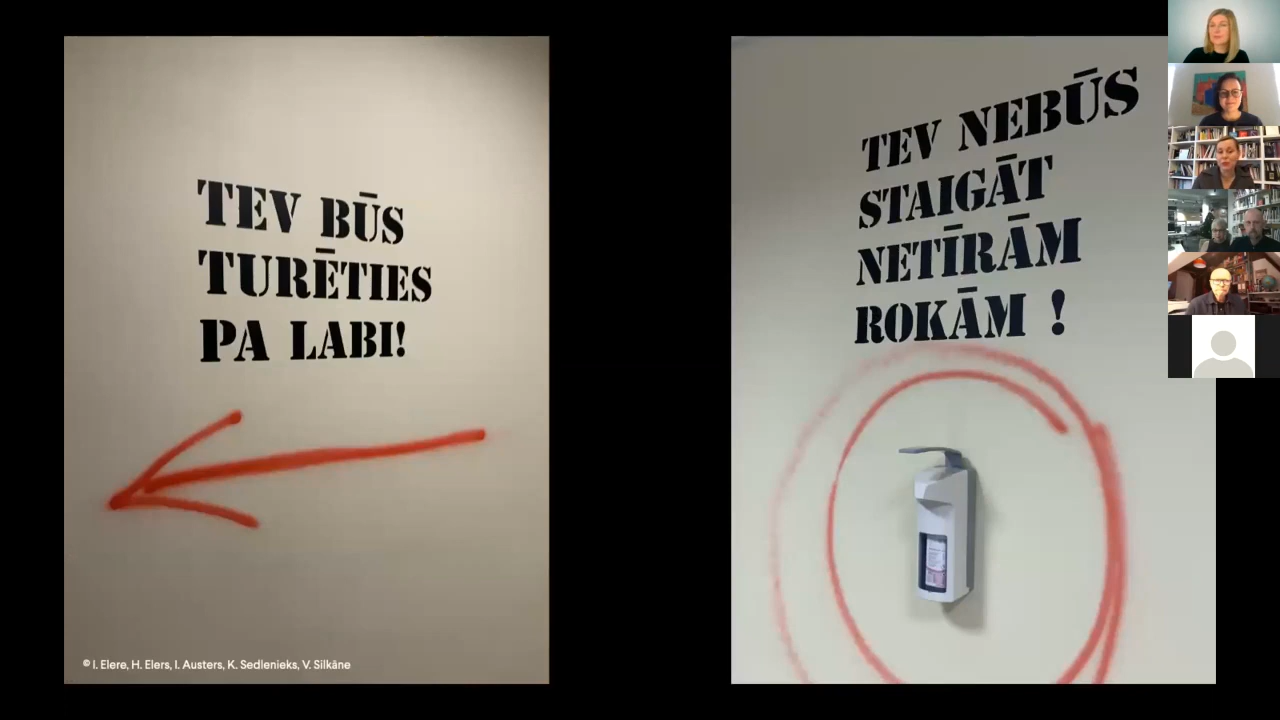 TEV BŪS
TURĒTIES
PA LABI!
© I. Elere, H. Elers, I. Austers, K. Sedlenieks, V. Silkāne
TEV NEBŪS
STAIGĀT
NETĪRĀM
ROKĀM !